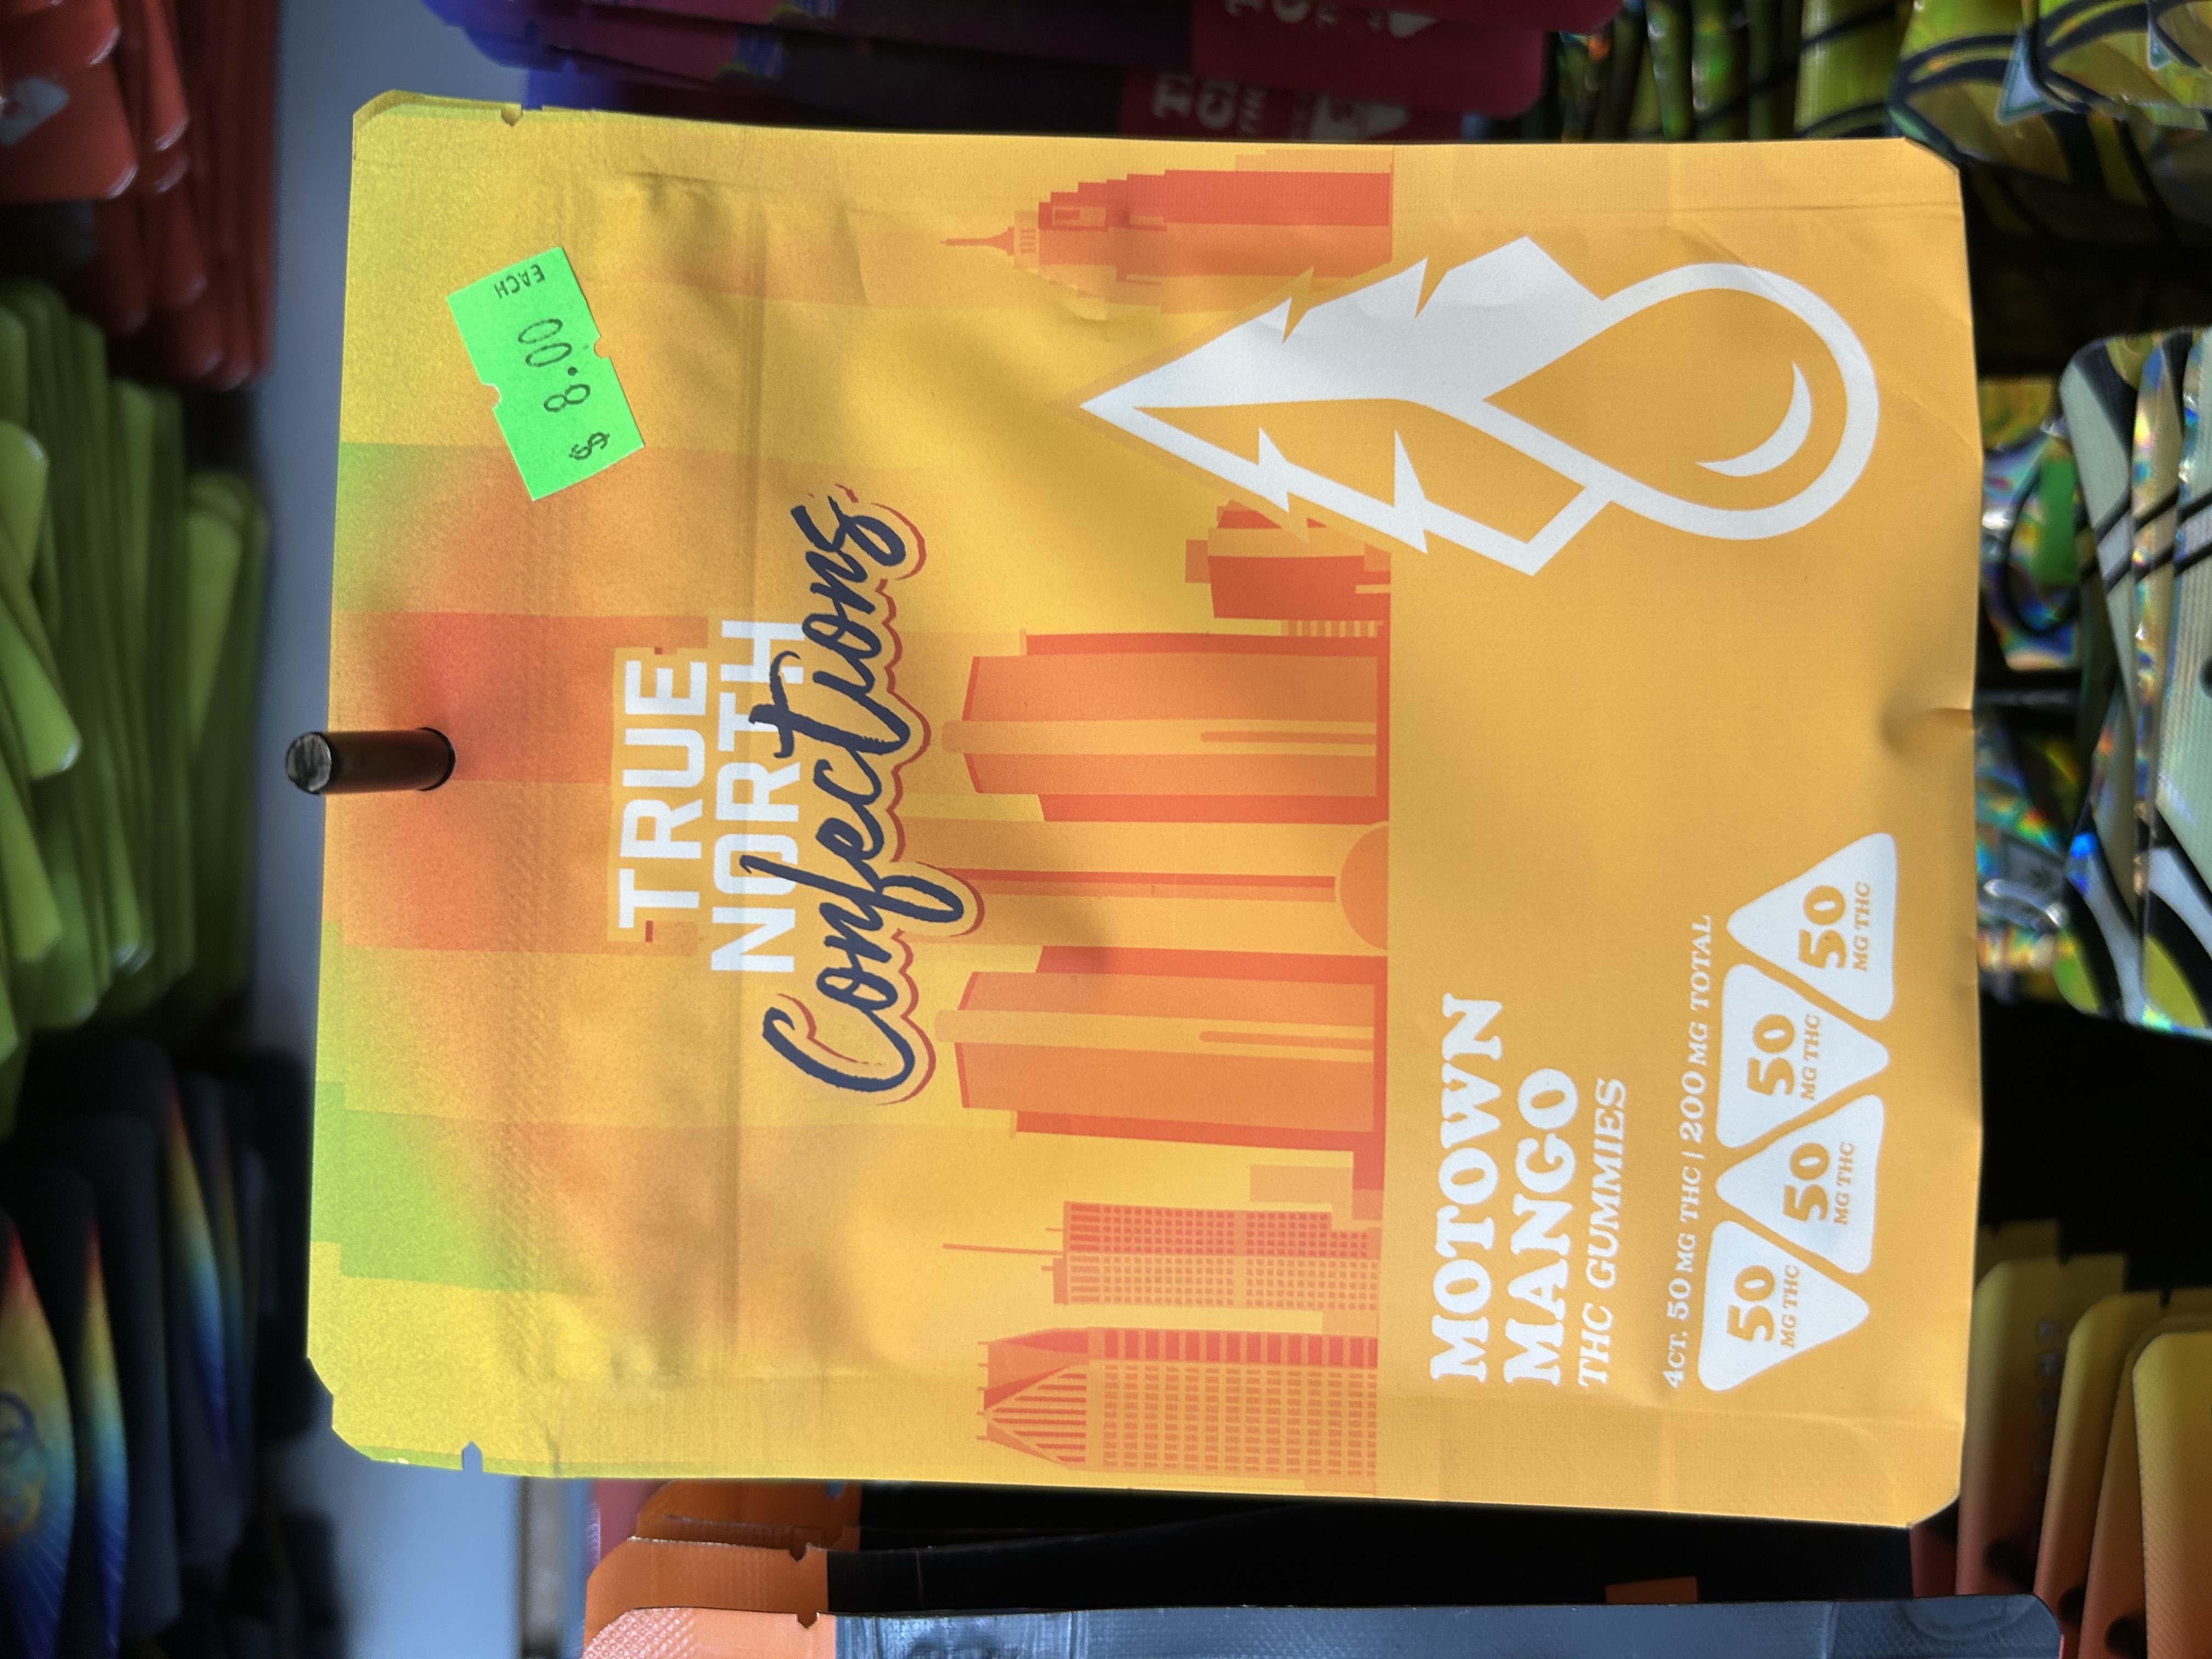 $ 8.00
EACH
TRUE
NORTH
Confections
MOTOWN
MANGO
THC GUMMIES
4CT. 50 MG THC | 200 MG TOTAL
50
MG THC
50
MG THC
50
MG THC
50
MG THC